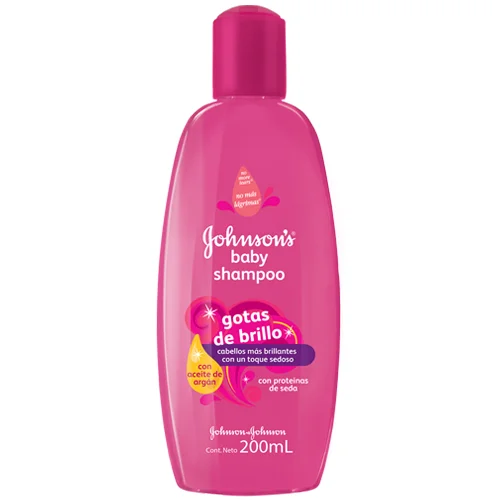 no
more
tears®
no más
lágrimas®
Johnson's®
baby
shampoo
gotas
de brillo
cabellos más brillantes
con un toque sedoso
con
aceite de
argán
con proteínas
de seda
Johnson & Johnson
Cont. Neto 200mL